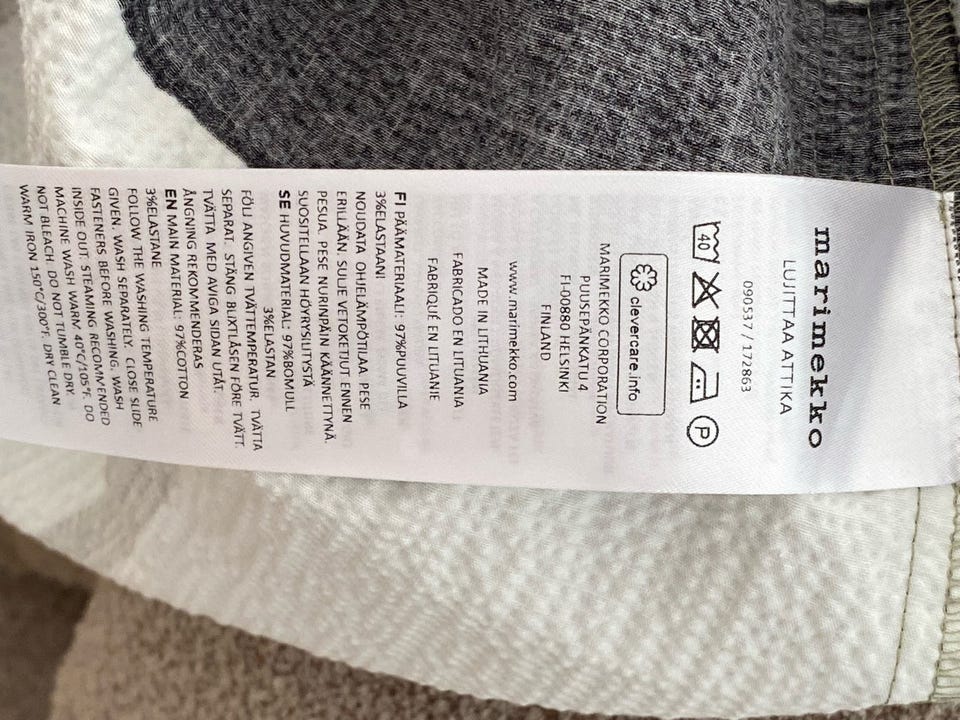 marimekko
LUJITTAA ATTIKA
090537 / 172863
40 P
clevercare.info
MARIMEKKO CORPORATION
PUUSEPÄNKATU 4
FI-00880 HELSINKI
FINLAND
www.marimekko.com
MADE IN LITHUANIA
FABRICADO EN LITUANIA
FABRIQUÉ EN LITUANIE
FI PÄÄMATERIAALI: 97%PUUVILLA
3%ELASTAANI
NOUDATA OHJELÄMPÖTILAA. PESE
ERILLÄÄN. SULJE VETOKETJUT ENNEN
PESUA. PESE NURINPÄIN KÄÄNNETTYNÄ.
SUOSITELLAAN HÖYRYSILITYSTÄ
SE HUVUDMATERIAL: 97%BOMULL
3%ELASTAN
FÖLJ ANGIVEN TVÄTTEMPERATUR. TVÄTTA
SEPARAT. STÄNG BLIXTLÅSEN FÖRE TVÄTT.
TVÄTTA MED AVIGA SIDAN UTÅT.
ÅNGNING REKOMMENDERAS
EN MAIN MATERIAL: 97%COTTON
3%ELASTANE
FOLLOW THE WASHING TEMPERATURE
GIVEN. WASH SEPARATELY. CLOSE SLIDE
FASTENERS BEFORE WASHING. WASH
INSIDE OUT. STEAMING RECOMMENDED
MACHINE WASH WARM 40°C/105°F. DO
NOT BLEACH. DO NOT TUMBLE DRY.
WARM IRON 150°C/300°F. DRY CLEAN